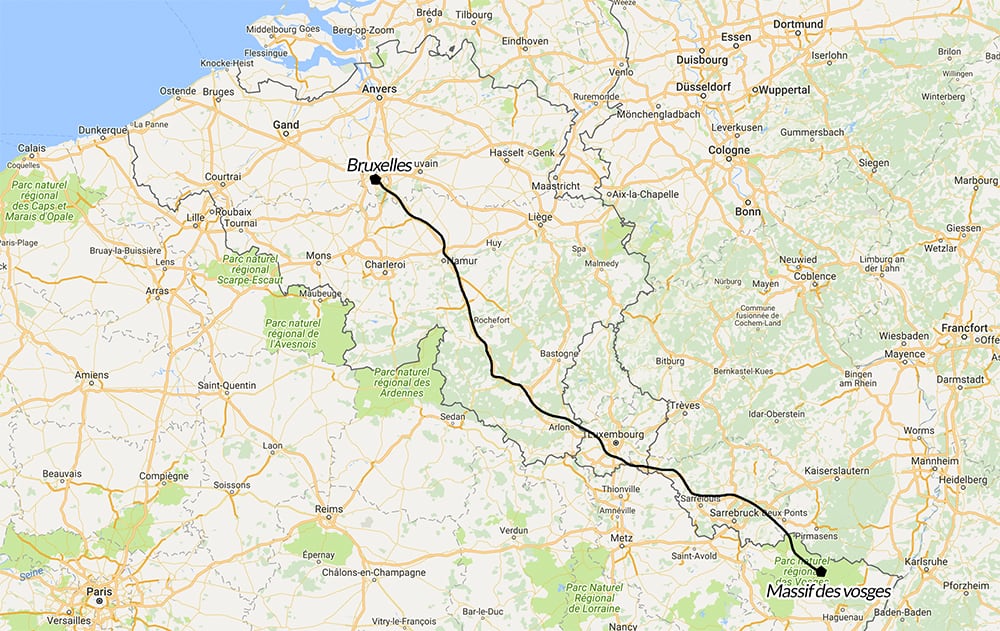 Bréda
Tilbourg
Weeze
Dortmund
Middelbourg
Goes
Berg-op-Zoom
Essen
Eindhoven
Duisbourg
Iserlohn
Brilon
Flessingue
Knocke-Heist
Venlo
Willingen
Ostende
Bruges
Anvers
Ruremonde
Düsseldorf
Wuppertal
Winterberg
Mönchengladbach
Dunkerque
La Panne
Gand
Leverkusen
Gummersbach
Calais
Coquelles
Bruxelles
uvain
Hasselt
Genk
Cologne
Siegen
Courtrai
Maastricht
Aix-la-Chapelle
Marbourg
Parc naturel
régional
des Caps et
Marais d'Opale
Lille
Roubaix
Tournai
Liège
Bonn
Giessen
Paris-Plage
Bruay-la-Buissière
Lens
Mons
Huy
Spa
Wetzlar
Parc naturel
régional
Scarpe-Escaut
Charleroi
Namur
Malmedy
Neuwied
Limburg an
der Lahn
Coblence
Nürburg
Mayen
Arras
Maubeuge
Commune
fusionnée de
Cochem-Land
Parc naturel
régional de
l'Avesnois
Rochefort
Francfort
Offe
Wiesbaden
Mayence
Bastogne
Bitburg
Bernkastel-Kues
Bingen
am Rhein
Darmstadt
Amiens
Saint-Quentin
Parc naturel
régional des
Ardennes
Trèves
Idar-Oberstein
Sedan
Arlon
Luxembourg
Worms
Laon
Mannheim
Beauvais
Compiègne
Soissons
Kaiserslautern
Heidelberg
Thionville
Sarrelouis
Reims
Amnéville
Sarrebruck
Deux Ponts
Verdun
Metz
Pirmasens
Épernay
Saint-Avold
Parc naturel
régional
des Vosges
Karlsruhe
Seine
Châlons-en-Champagne
Paris
Parc Naturel
Régional
de Lorraine
Massif des vosges
Pforzheim
Versailles
Bar-le-Duc
Haguenau
Baden-Baden
Vitry-le-François
Nancy